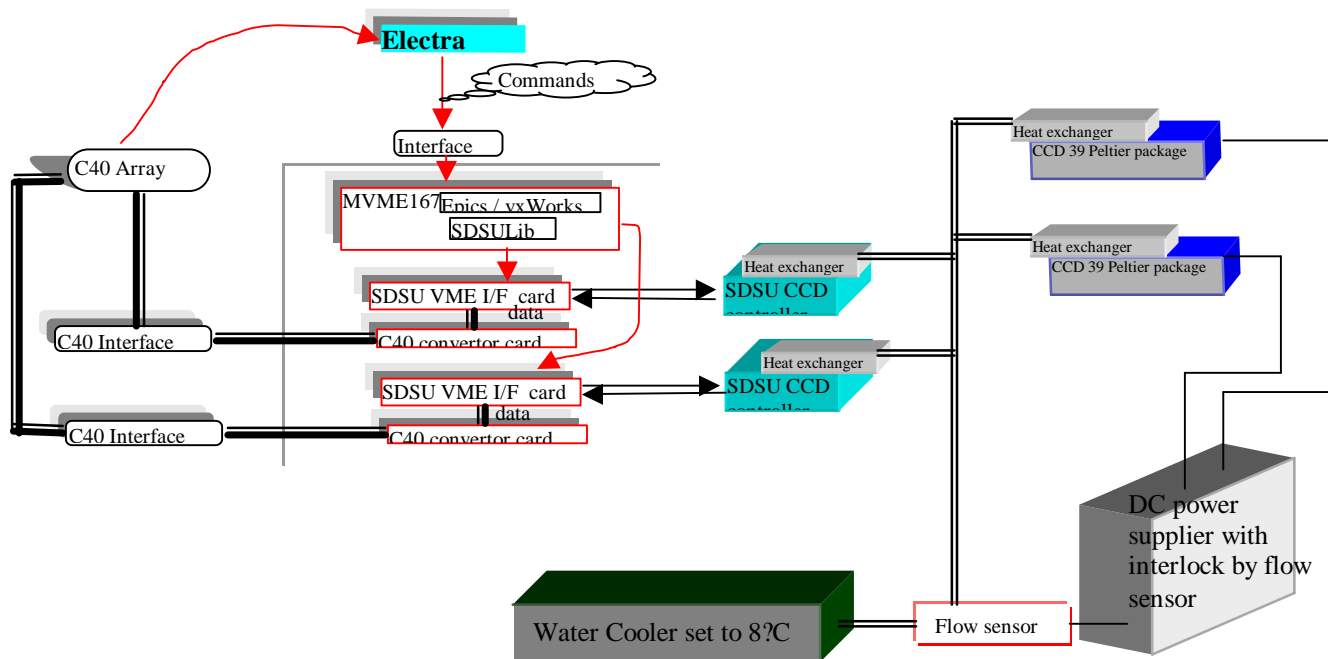 Electra
Commands
Interface
C40 Array
MVME167
Epics / vxWorks
SDSULib
SDSU VME I/F card
data
C40 convertor card
C40 Interface
SDSU VME I/F card
data
C40 convertor card
C40 Interface
Heat exchanger
SDSU CCD
controller
Heat exchanger
SDSU CCD
controller
Heat exchanger
CCD 39 Peltier package
Heat exchanger
CCD 39 Peltier package
DC power
supplier with
interlock by flow
sensor
Water Cooler set to 8?C
Flow sensor